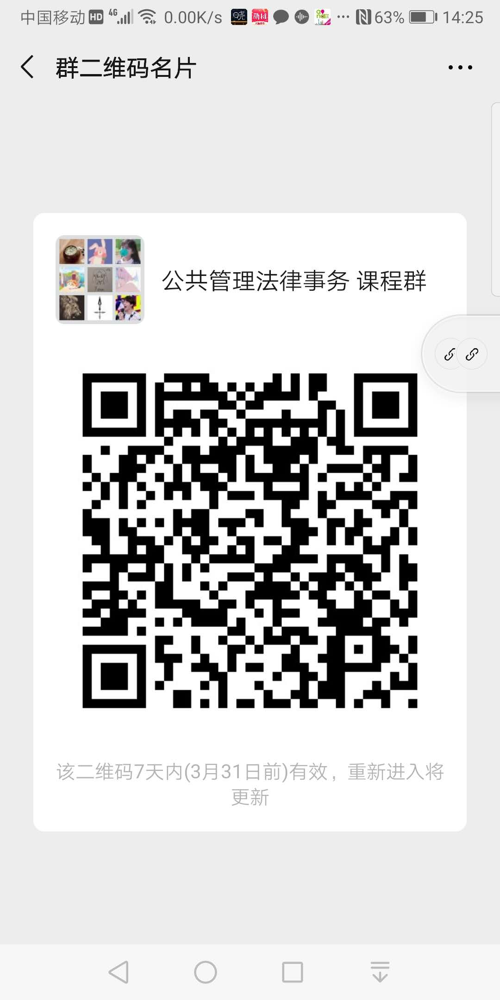 中国移动 HD 4G 0.00K/s 63% 14:25
群二维码名片
公共管理法律事务 课程群
该二维码7天内(3月31日前)有效，重新进入将
更新